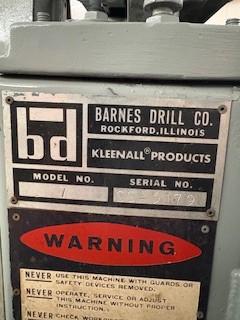 bd
BARNES DRILL CO.
ROCKFORD, ILLINOIS
KLEENALL® PRODUCTS
MODEL NO.
SERIAL NO.
WARNING
NEVER USE THIS MACHINE WITH GUARDS OR
SAFETY DEVICES REMOVED.
NEVER OPERATE, SERVICE OR ADJUST
THIS MACHINE WITHOUT PROPER
INSTRUCTION.
NEVER CHECK